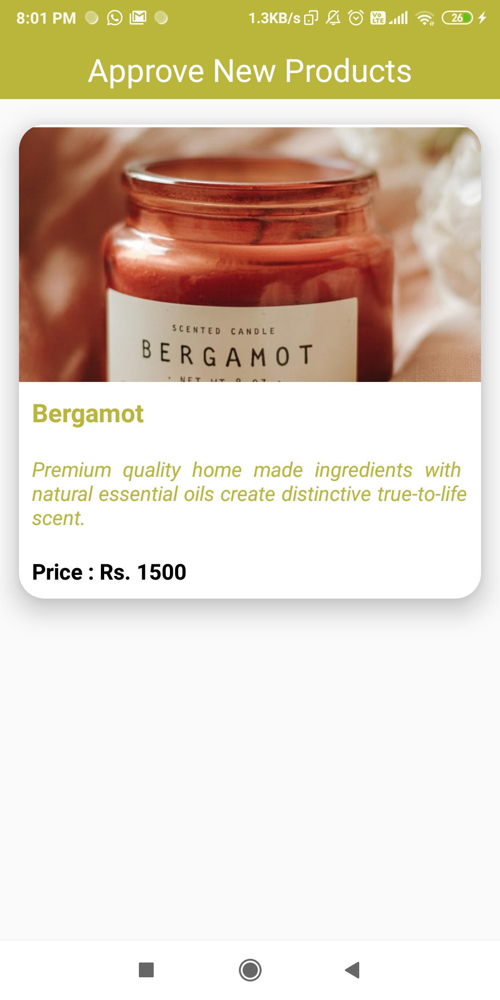 8:01 PM 1.3KB/s Vo LTE 26
Approve New Products
SCENTED CANDLE
BERGAMOT
Bergamot
Premium quality home made ingredients with
natural essential oils create distinctive true-to-life
scent.
Price : Rs. 1500